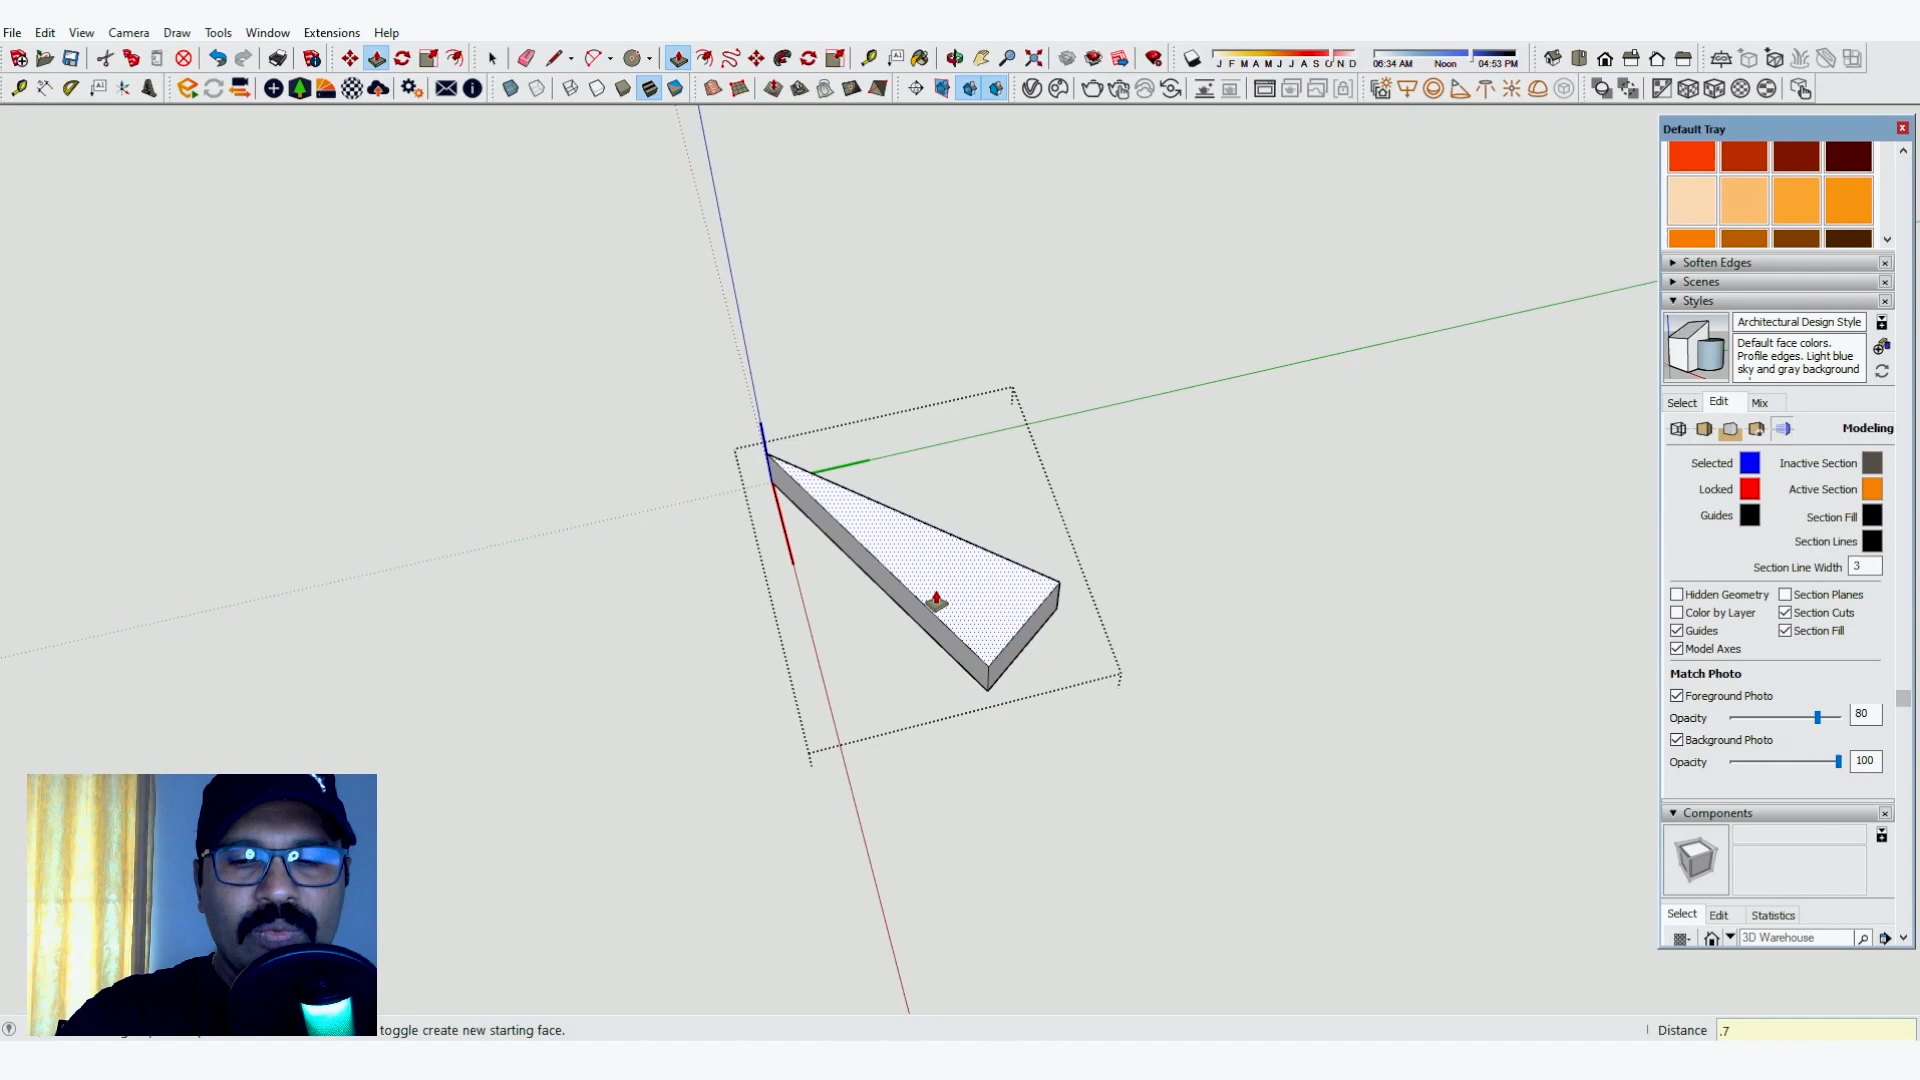 File Edit View Camera Draw Tools Window Extensions Help
J F M A M J J A S O N D 06:34 AM Noon 04:53 PM
Default Tray
Soften Edges
Scenes
Styles
Architectural Design Style
Default face colors.
Profile edges. Light blue
sky and gray background
Select Edit Mix
Modeling
Selected Inactive Section
Locked Active Section
Guides Section Fill
Section Lines
Section Line Width 3
Hidden Geometry Section Planes
Color by Layer Section Cuts
Guides Section Fill
Model Axes
Match Photo
Foreground Photo
Opacity 80
Background Photo
Opacity 100
Components
Select Edit Statistics
3D Warehouse
toggle create new starting face.
Distance .7